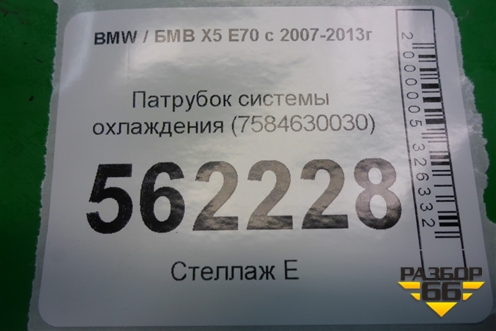 BMW / БМВ X5 E70 с 2007-2013г
Патрубок системы
охлаждения (7584630030)
562228
Стеллаж Е
2000005326332
РАЗБОР
66